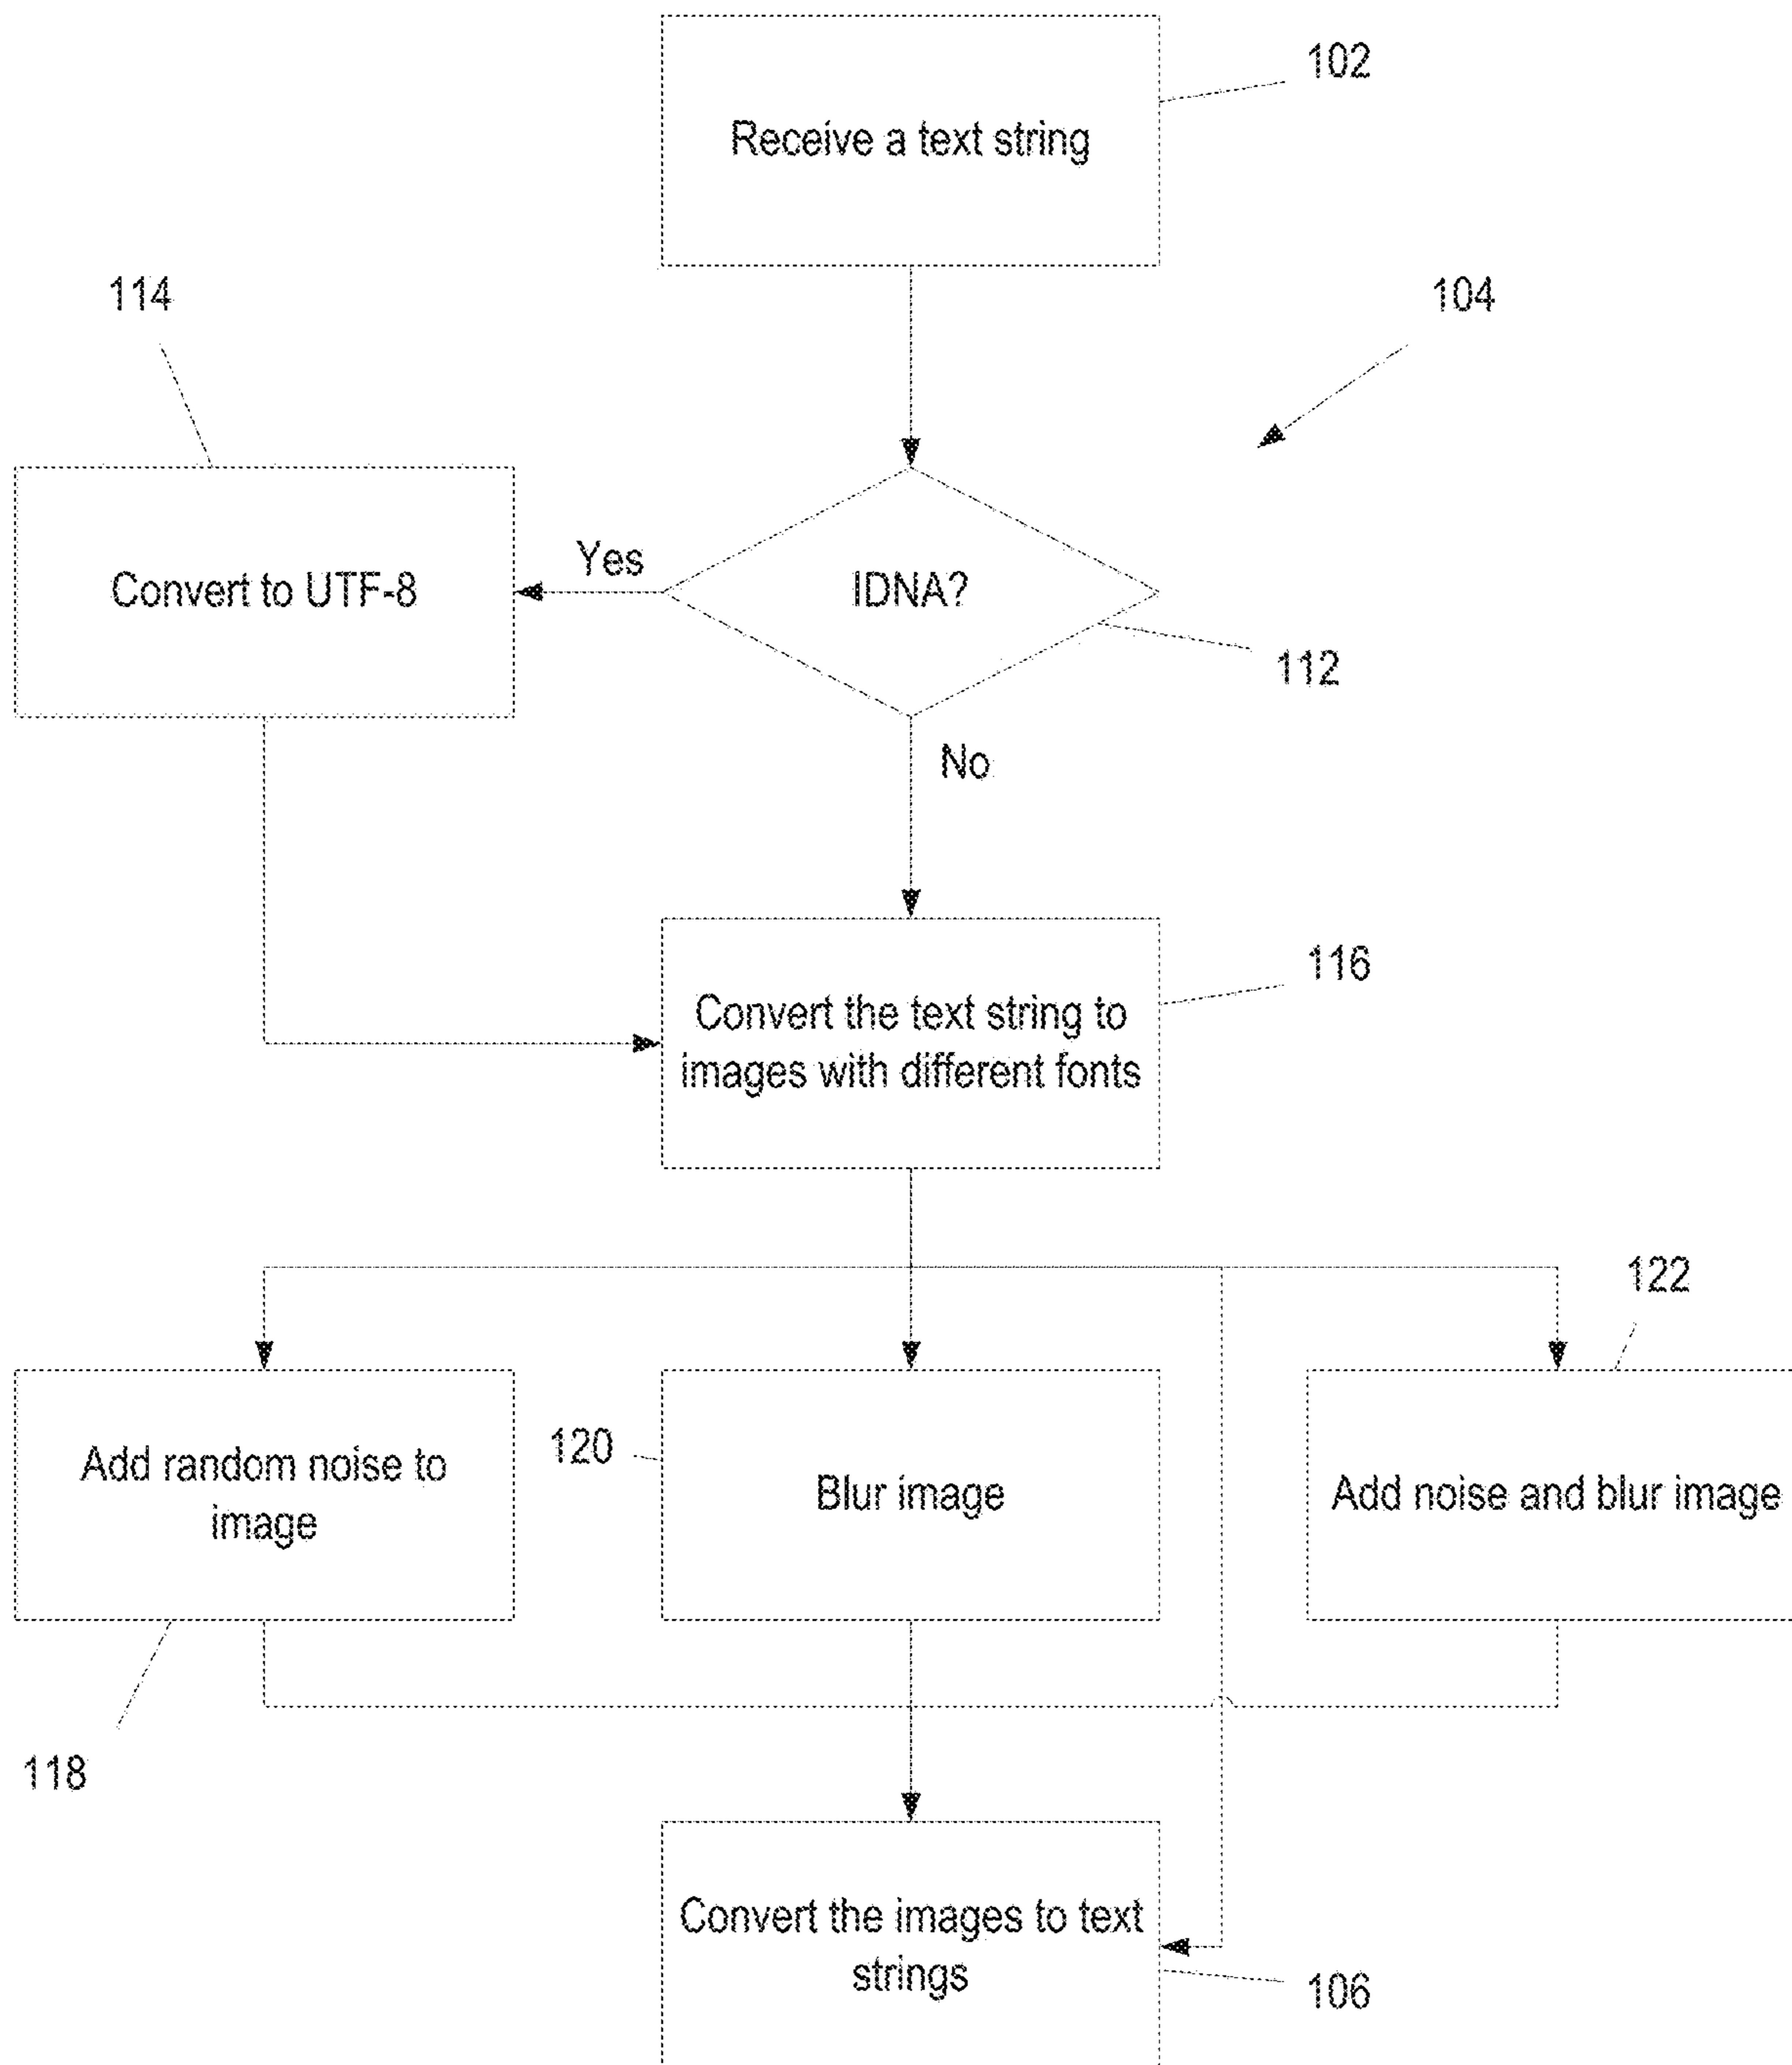 102
Receive a text string
114
104
Yes
Convert to UTF-8
IDNA?
112
No
116
Convert the text string to
images with different fonts
122
Add random noise to
image
120
Blur image
Add noise and blur image
118
Convert the images to text
strings
106